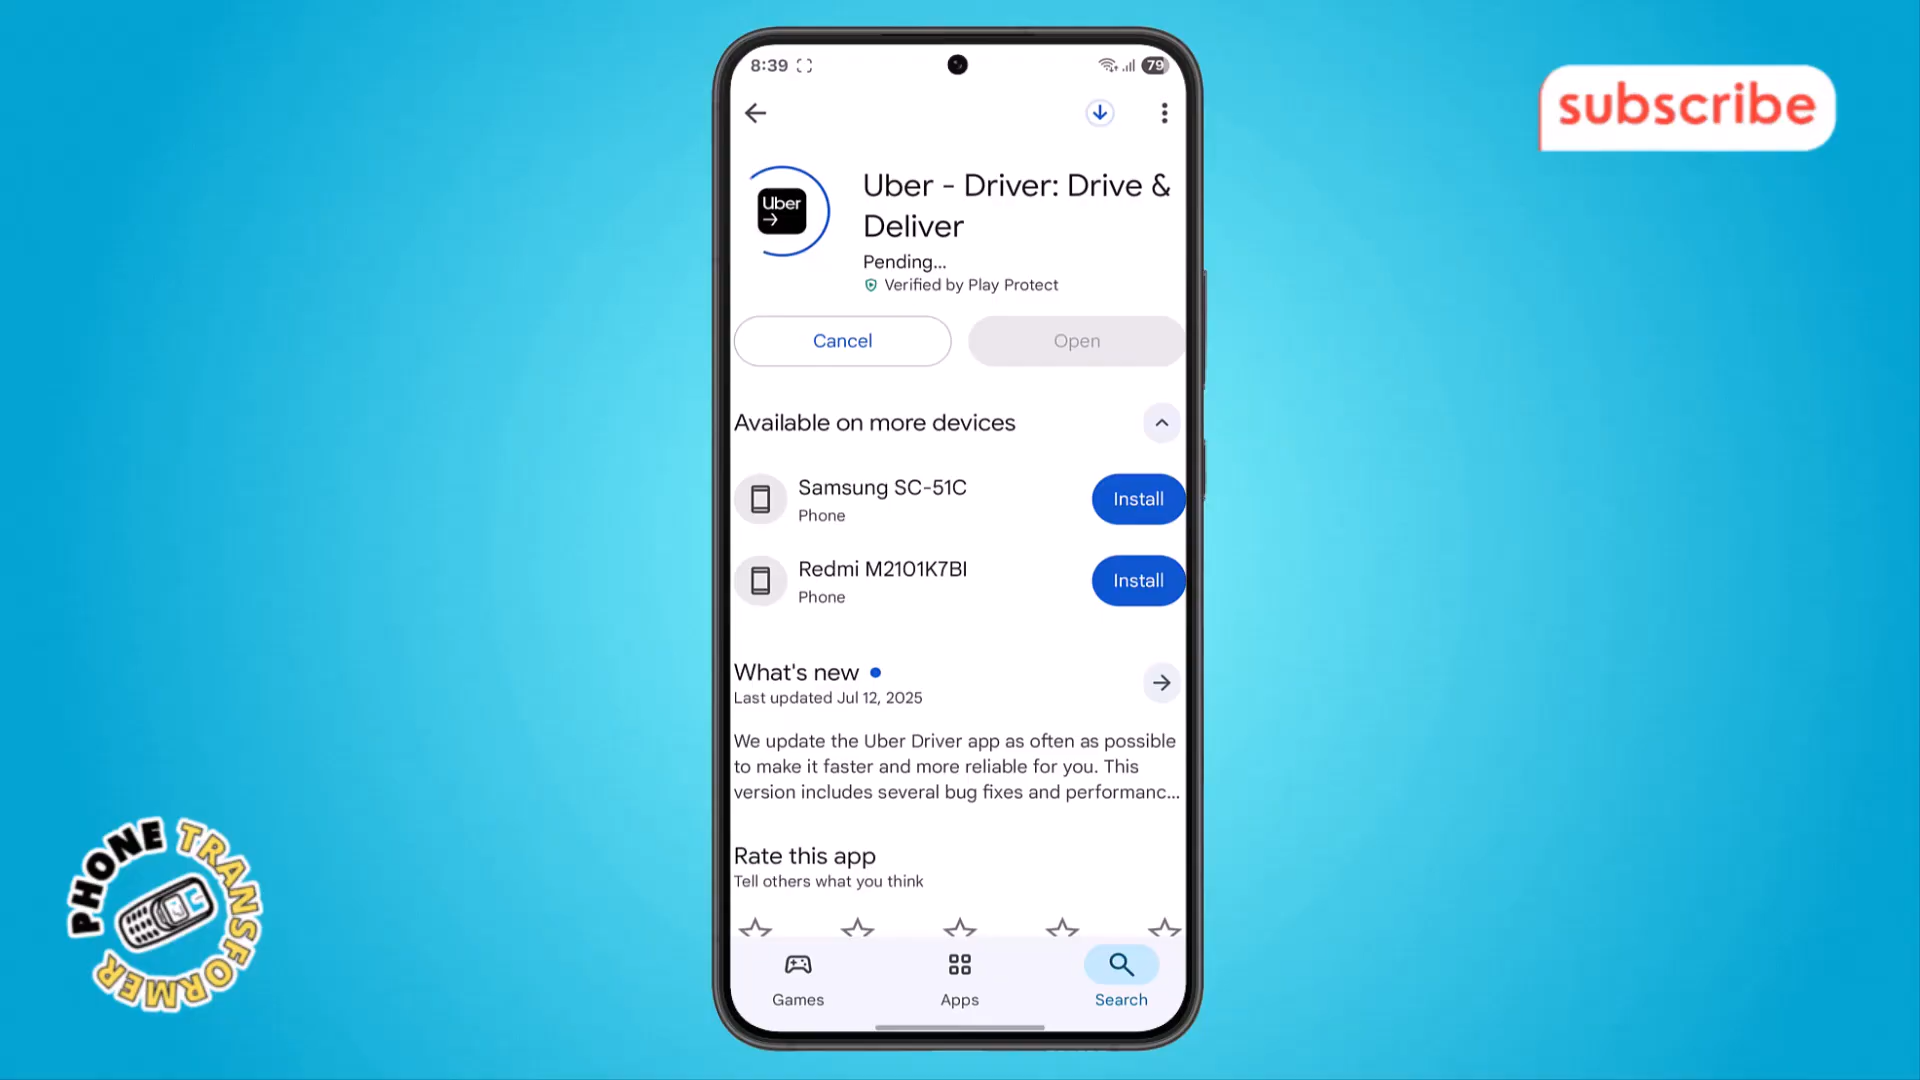 8:39
79
subscribe
Uber
Uber - Driver: Drive &
Deliver
Pending...
Verified by Play Protect
Cancel
Open
Available on more devices
Samsung SC-51C
Phone
Install
Redmi M2101K7BI
Phone
Install
What's new
Last updated Jul 12, 2025
We update the Uber Driver app as often as possible
to make it faster and more reliable for you. This
version includes several bug fixes and performanc...
Rate this app
Tell others what you think
Games
Apps
Search
PHONE TRANSFORMER